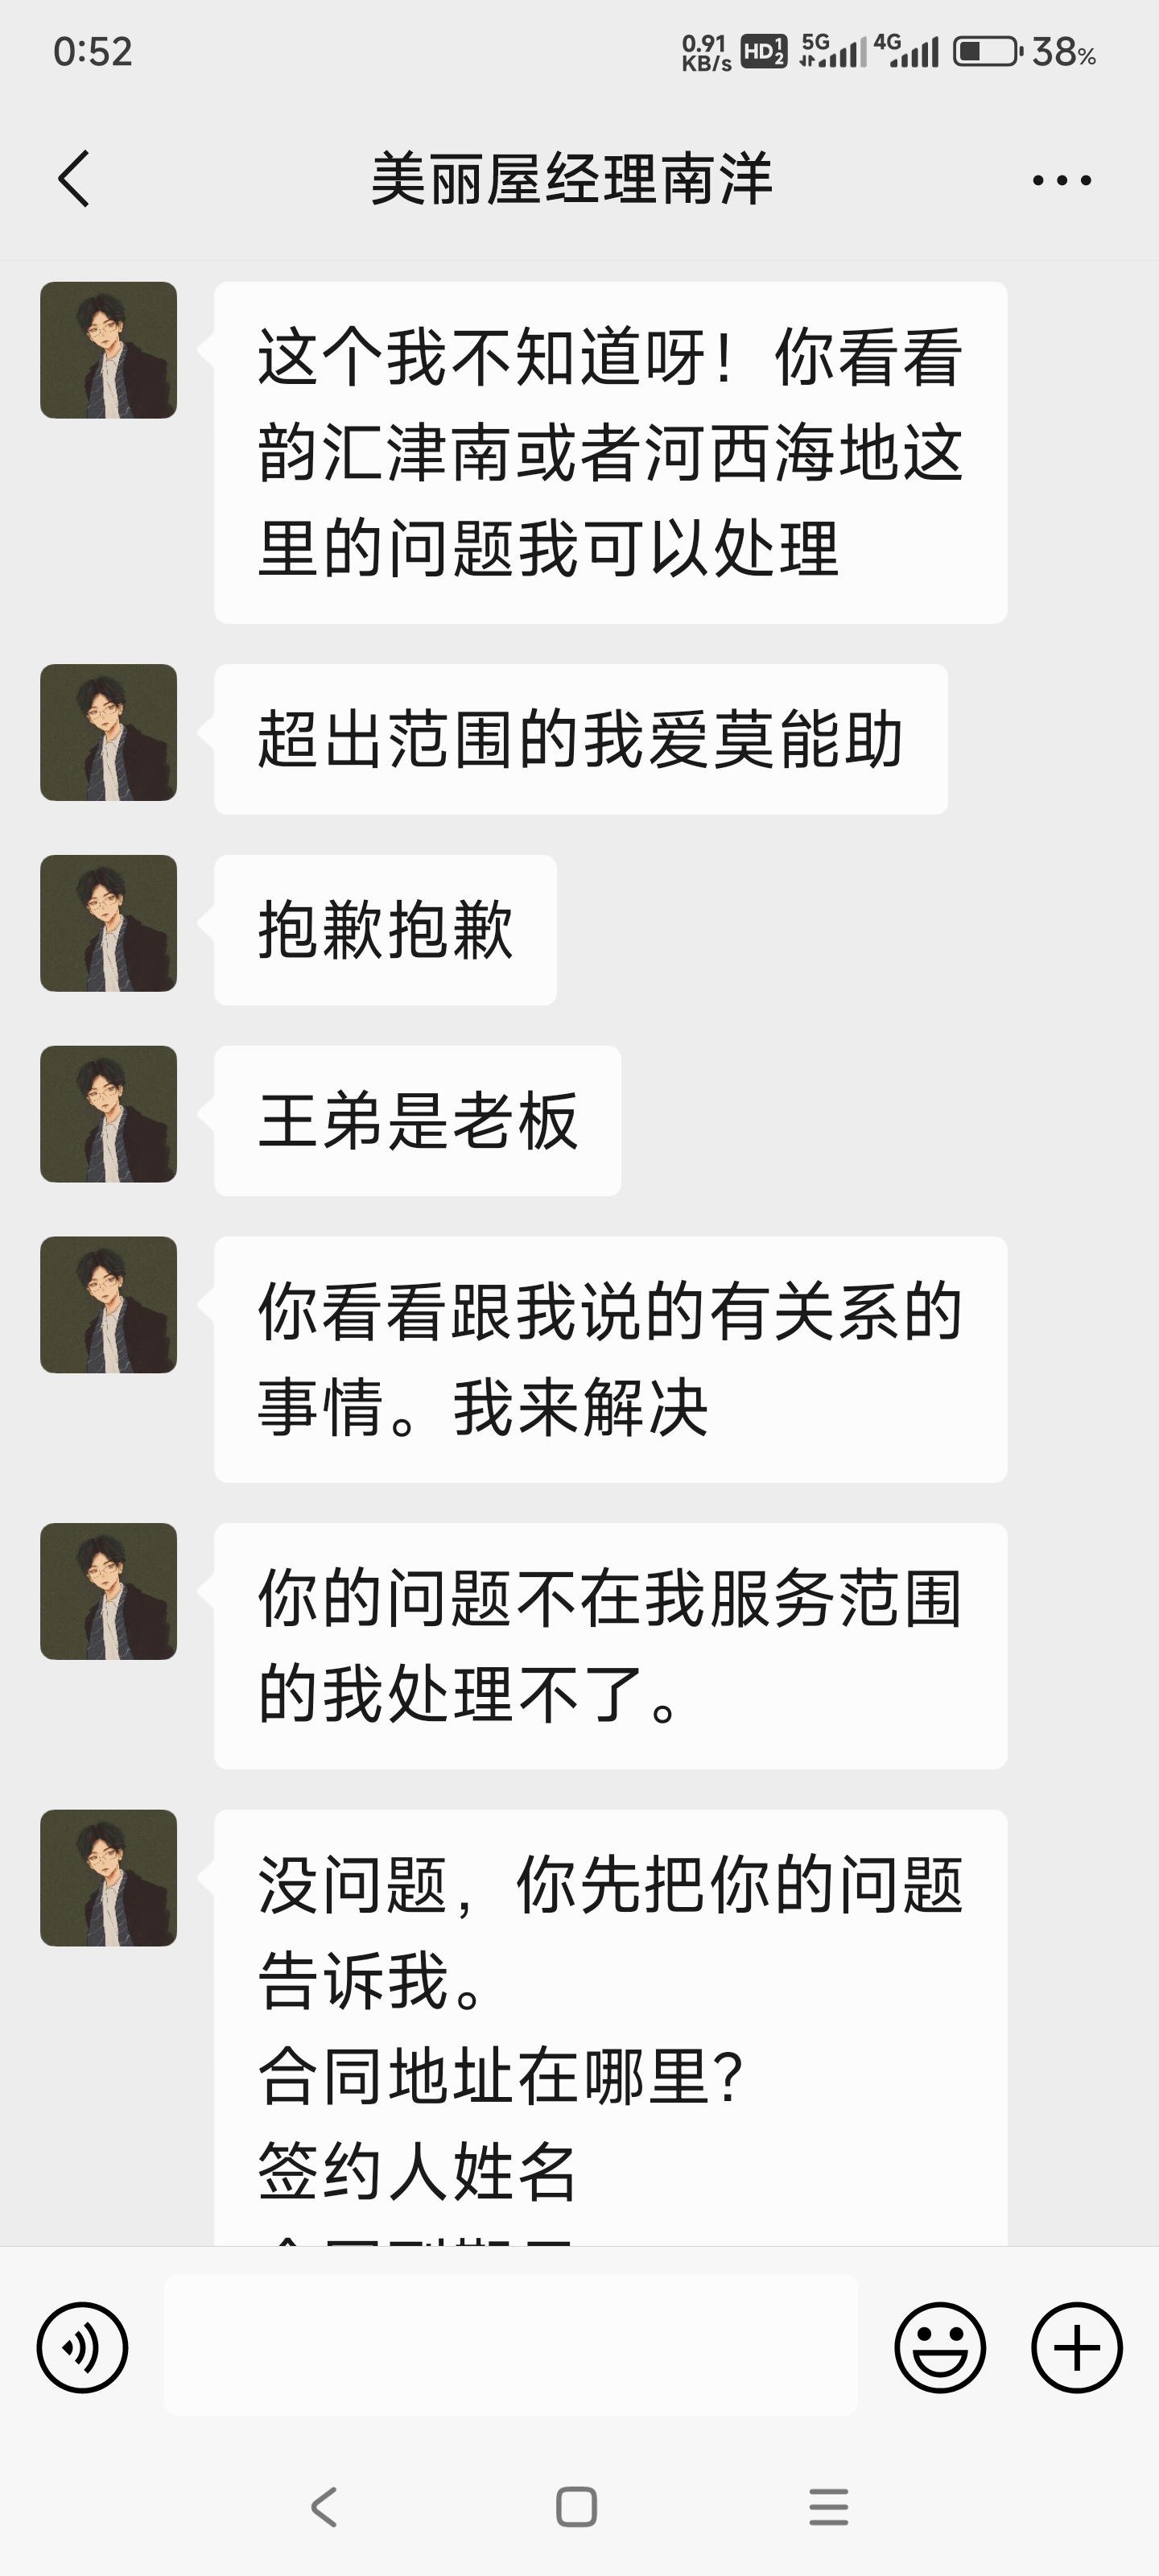 0:52
0.91 KB/s HD 1 2 5G 4G 38%
美丽屋经理南洋
这个我不知道呀！你看看
韵汇津南或者河西海地这
里的问题我可以处理
超出范围的我爱莫能助
抱歉抱歉
王弟是老板
你看看跟我说的有关系的
事情。我来解决
你的问题不在我服务范围
的我处理不了。
没问题，你先把你的问题
告诉我。
合同地址在哪里？
签约人姓名